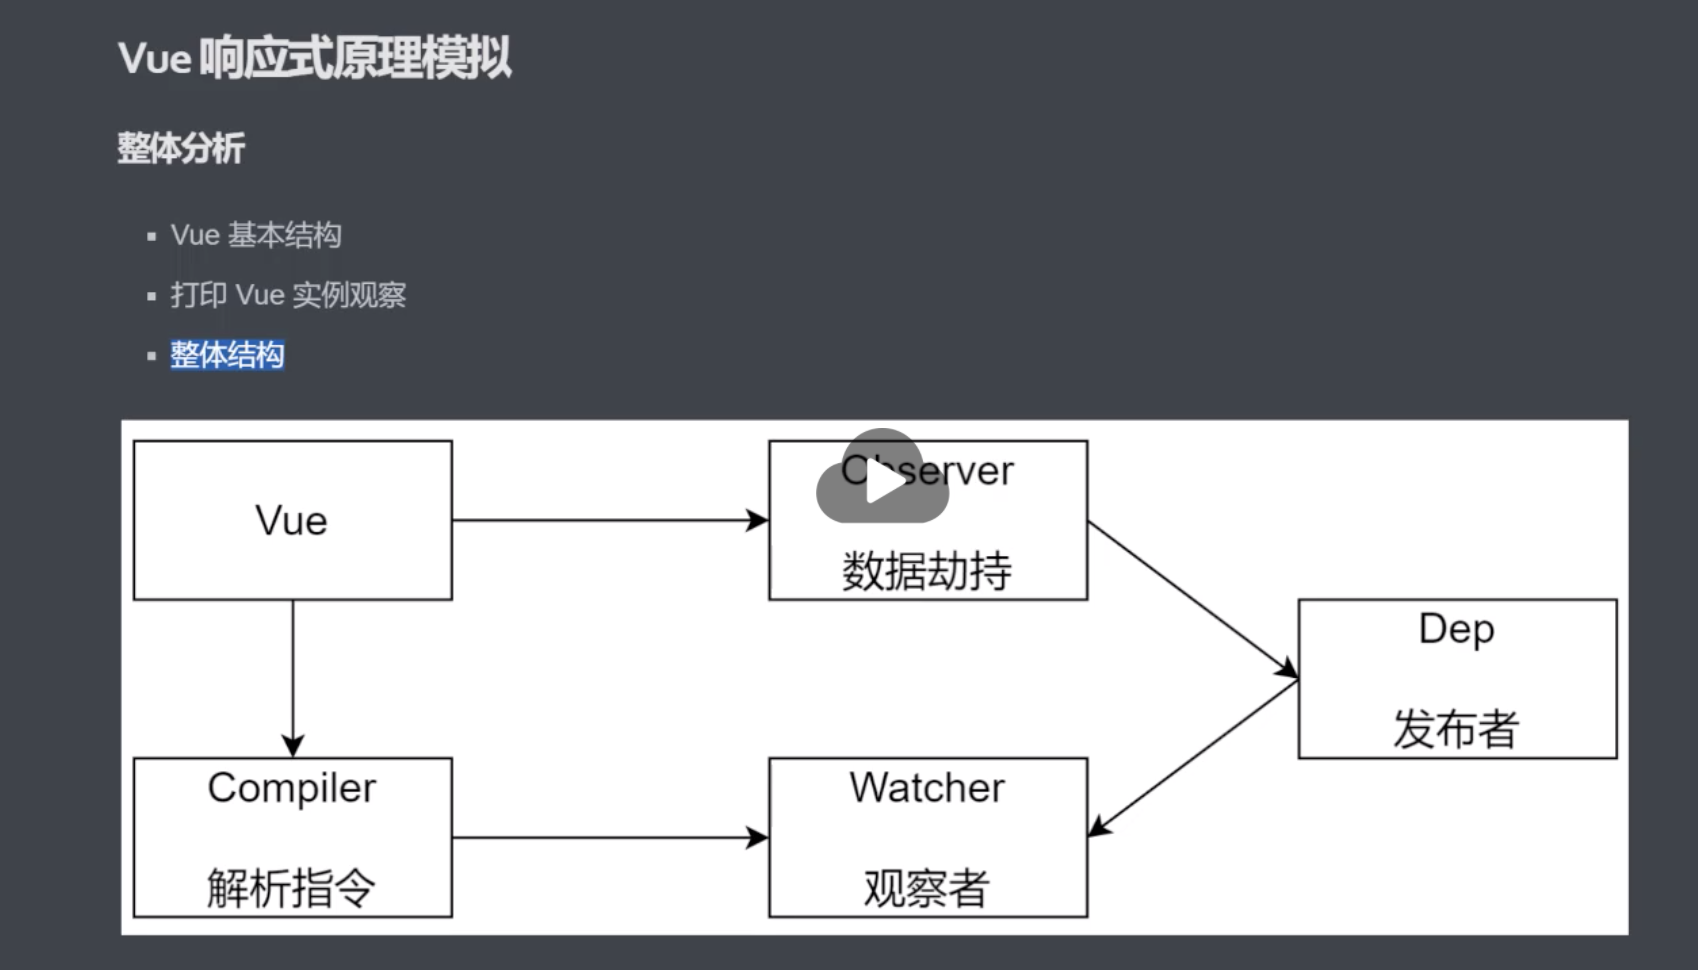 Vue 响应式原理模拟
整体分析
Vue 基本结构
打印 Vue 实例观察
整体结构
Vue
Observer
数据劫持
Dep
发布者
Compiler
解析指令
Watcher
观察者